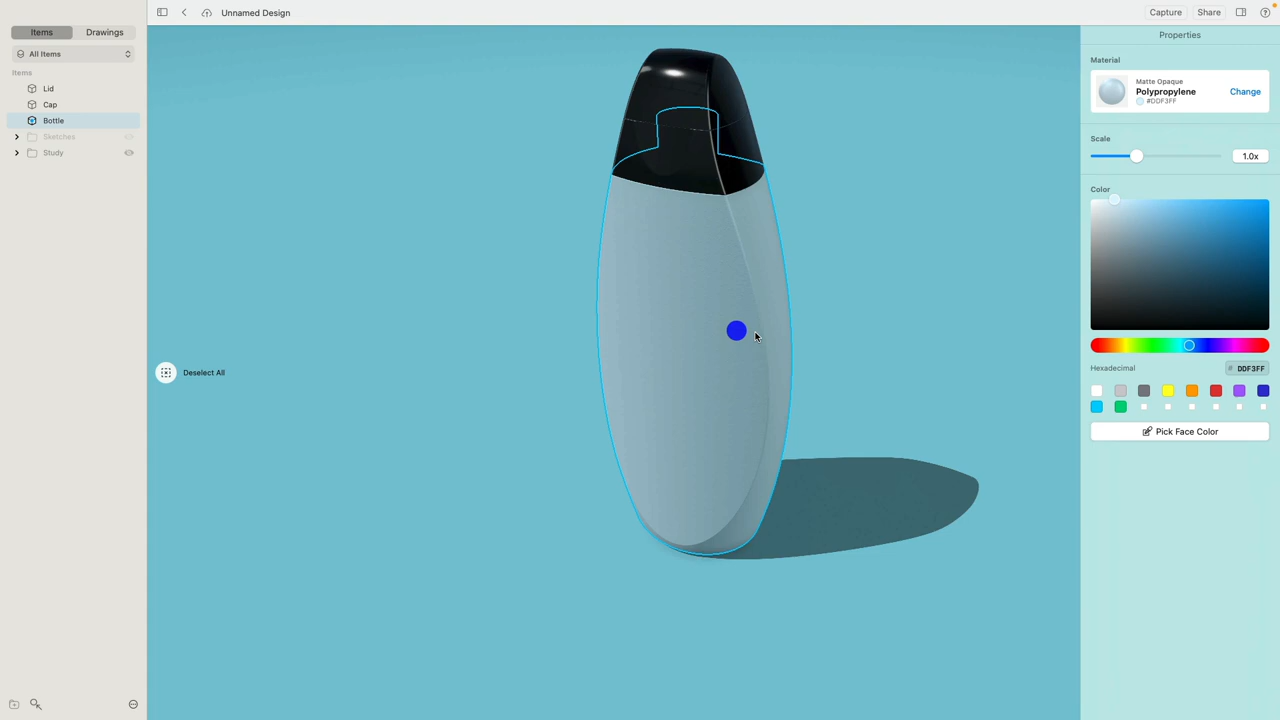 Unnamed Design
Capture
Share
Items
Drawings
All Items
Items
Lid
Cap
Bottle
Sketches
Study
Deselect All
Properties
Material
Matte Opaque
Polypropylene
#DDF3FF
Change
Scale
1.0x
Color
Hexadecimal
# DDF3FF
Pick Face Color